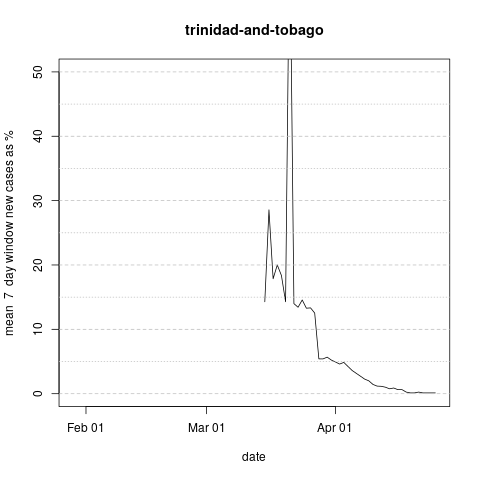 trinidad-and-tobago
mean 7 day window new cases as %
50
40
30
20
10
0
Feb 01
Mar 01
Apr 01
date